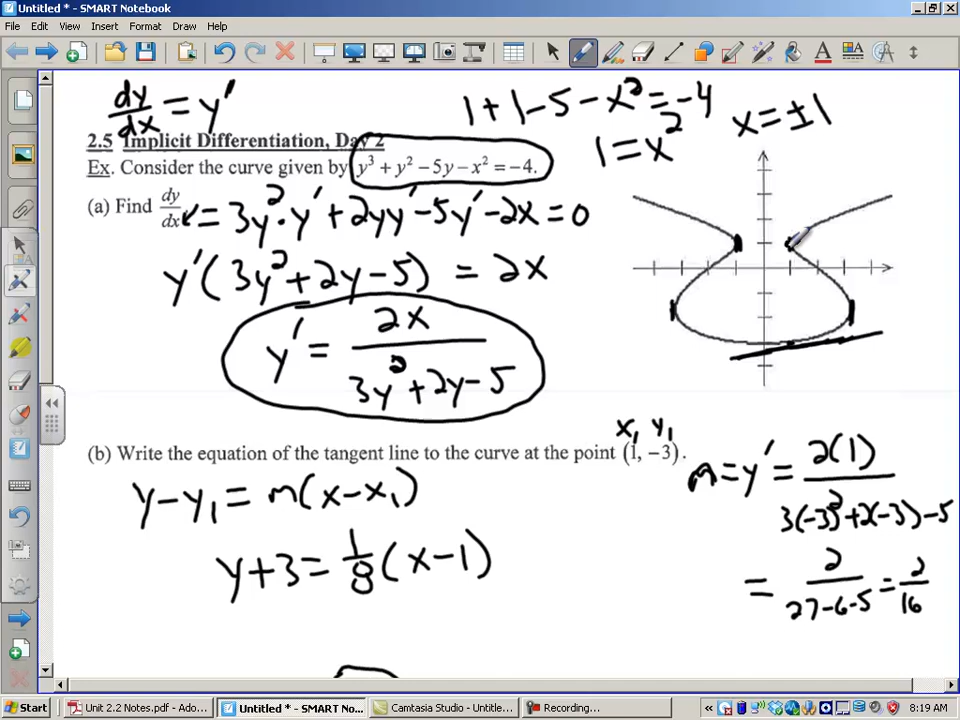 Untitled * - SMART Notebook
File Edit View Insert Format Draw Help
dy/dx = y'
1 + 1 - 5 - x² = -4
1 = x²
x = ±1
2.5 Implicit Differentiation, Day 2
Ex. Consider the curve given by y³ + y² − 5y − x² = −4.
(a) Find dy/dx = 3y²·y' + 2yy' - 5y' - 2x = 0
y'(3y² + 2y - 5) = 2x
y' = 2x / (3y² + 2y - 5)
x₁ y₁
(b) Write the equation of the tangent line to the curve at the point (1, −3).
y - y₁ = m(x - x₁)
m = y' = 2(1) / (3(-3)² + 2(-3) - 5)
y + 3 = 1/8 (x - 1)
= 2 / (27 - 6 - 5) = 2/16
Start Unit 2.2 Notes.pdf - Ado... Untitled * - SMART No... Camtasia Studio - Untitle... Recording... 8:19 AM